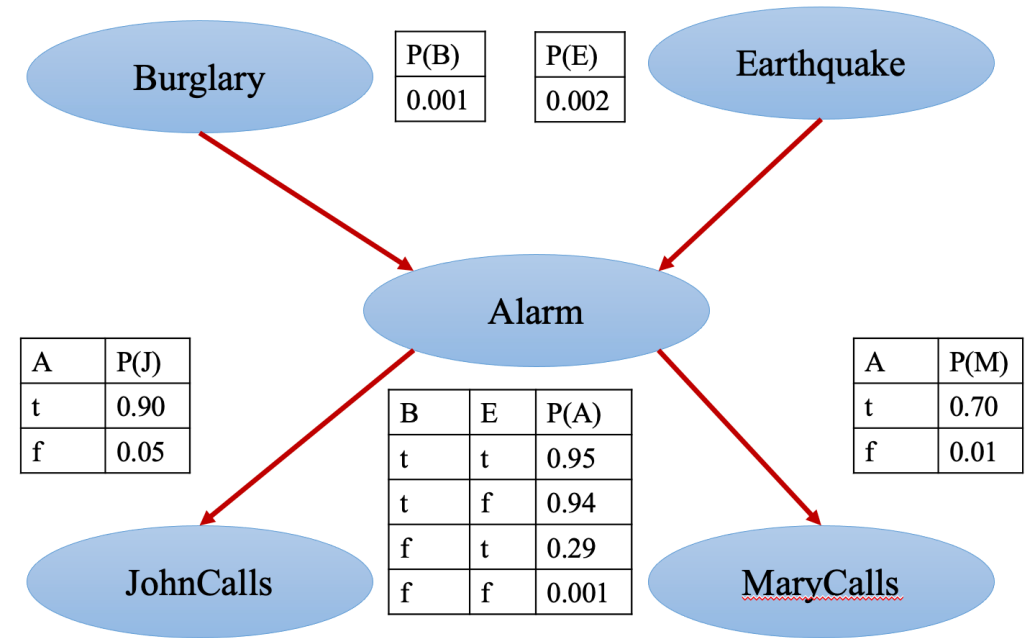 Burglary
P(B)
0.001
P(E)
0.002
Earthquake
Alarm
A P(J)
t 0.90
f 0.05
B E P(A)
t t 0.95
t f 0.94
f t 0.29
f f 0.001
A P(M)
t 0.70
f 0.01
JohnCalls
MaryCalls